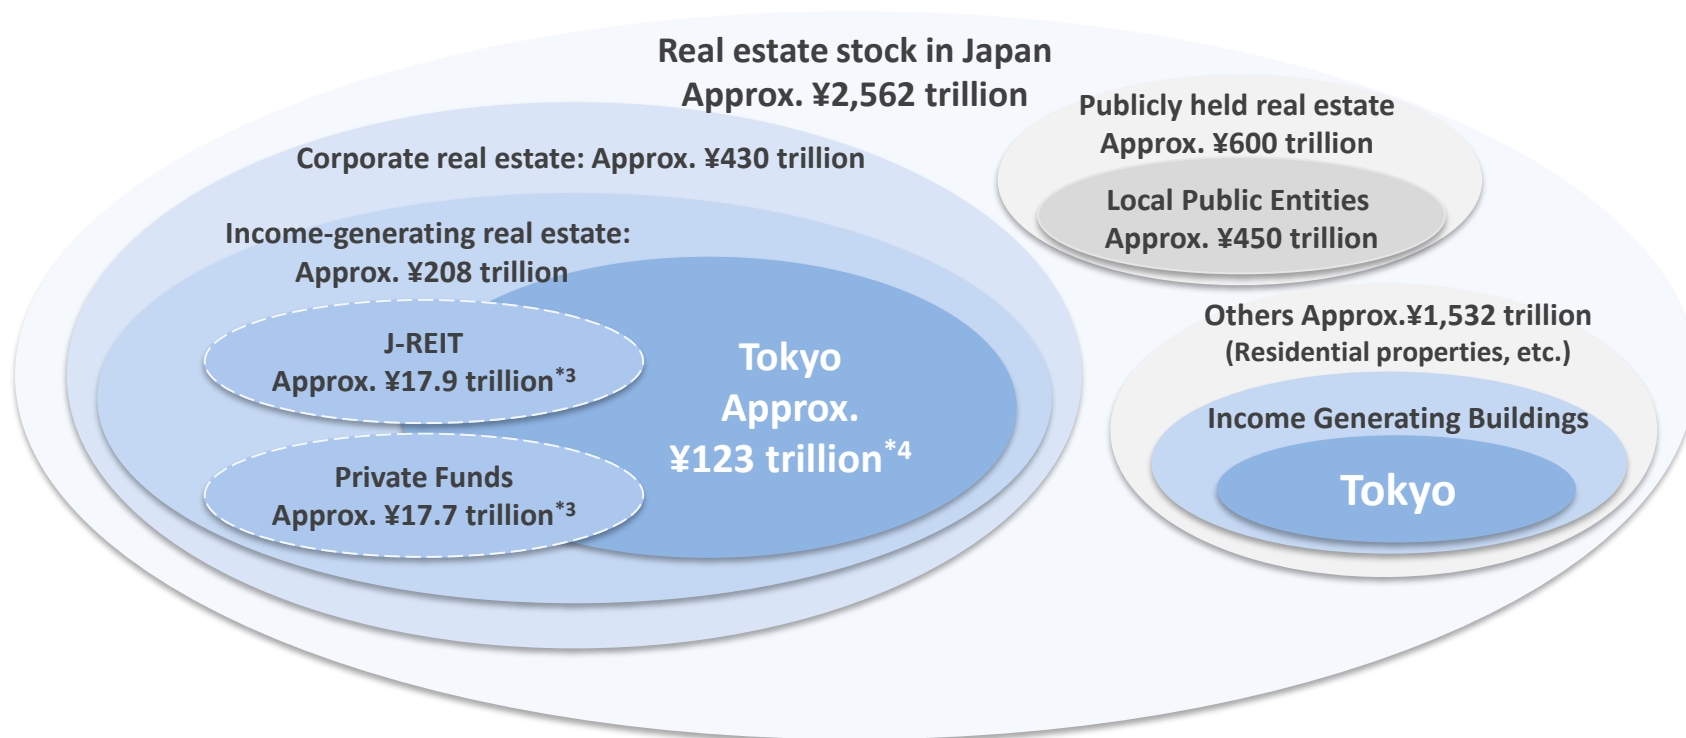 Real estate stock in Japan
Approx. ¥2,562 trillion
Publicly held real estate
Approx. ¥600 trillion
Corporate real estate: Approx. ¥430 trillion
Local Public Entities
Approx. ¥450 trillion
Income-generating real estate:
Approx. ¥208 trillion
Others Approx.¥1,532 trillion
(Residential properties, etc.)
J-REIT
Approx. ¥17.9 trillion*3
Tokyo
Approx.
¥123 trillion*4
Income Generating Buildings
Private Funds
Approx. ¥17.7 trillion*3
Tokyo